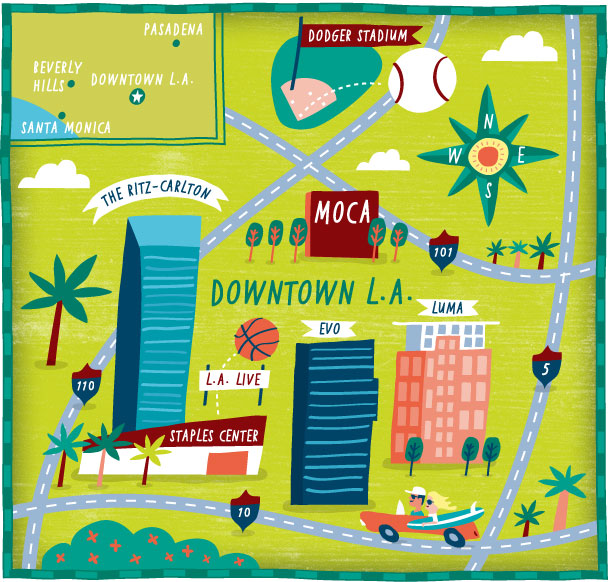 PASADENA
BEVERLY
HILLS
DOWNTOWN L.A.
SANTA MONICA
DODGER STADIUM
N
W
E
S
THE RITZ-CARLTON
MOCA
101
DOWNTOWN L.A.
LUMA
EVO
5
L.A. LIVE
110
STAPLES CENTER
10